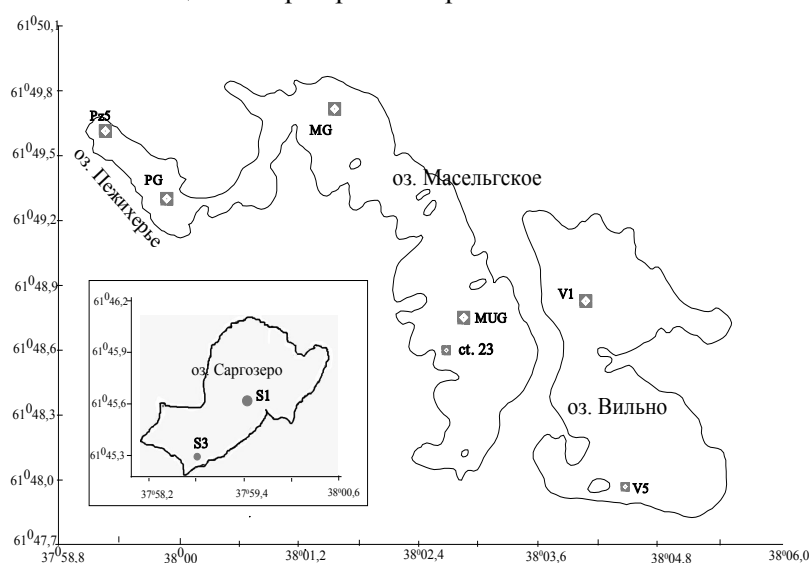 61⁰50,1
61⁰49,8
Pz5
MG
61⁰49,5
оз. Пежихерье
PG
оз. Масельгское
61⁰49,2
61⁰48,9
V1
MUG
61⁰48,6
ct. 23
61⁰48,3
оз. Вильно
61⁰48,0
V5
61⁰47,7
37⁰58,8
38⁰00
38⁰01,2
38⁰02,4
38⁰03,6
38⁰04,8
38⁰06,0
61⁰46,2
61⁰45,9
оз. Саргозеро
S1
61⁰45,6
S3
61⁰45,3
37⁰58,2
37⁰59,4
38⁰00,6